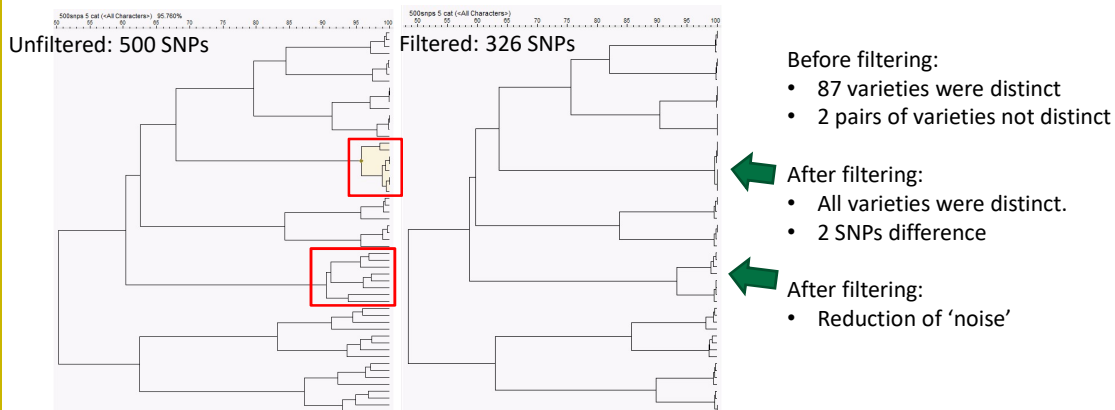 500snps 5 cat (<All Characters>) 95.760%
50 55 60 65 70 75 80 85 90 95 100
Unfiltered: 500 SNPs
500snps 5 cat (<All Characters>)
50 55 60 65 70 75 80 85 90 95 100
Filtered: 326 SNPs
Before filtering:
• 87 varieties were distinct
• 2 pairs of varieties not distinct
After filtering:
• All varieties were distinct.
• 2 SNPs difference
After filtering:
• Reduction of ‘noise’